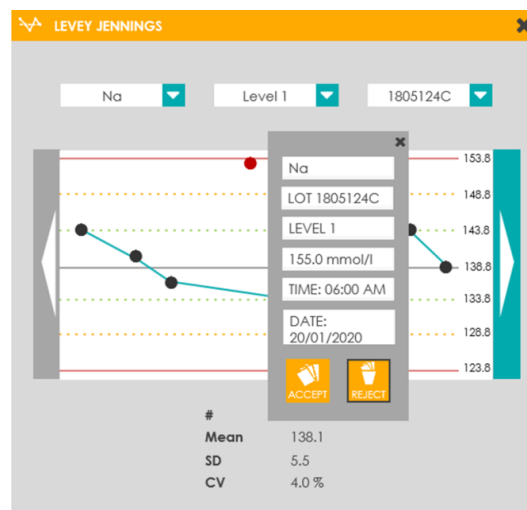 LEVEY JENNINGS
Na
Level 1
1805124C
Na
LOT 1805124C
LEVEL 1
155.0 mmol/l
TIME: 06:00 AM
DATE:
20/01/2020
ACCEPT
REJECT
153.8
148.8
143.8
138.8
133.8
128.8
123.8
#
Mean 138.1
SD 5.5
CV 4.0 %